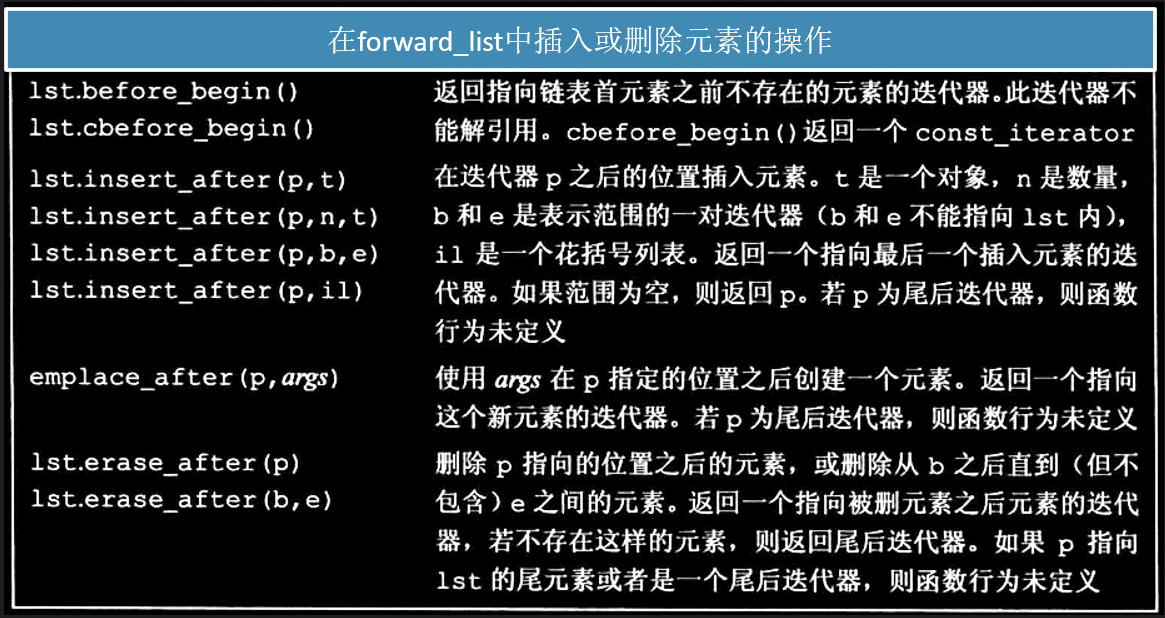 在forward_list中插入或删除元素的操作
lst.before_begin() 返回指向链表首元素之前不存在的元素的迭代器。此迭代器不
lst.cbefore_begin() 能解引用。cbefore_begin()返回一个 const_iterator
lst.insert_after(p,t) 在迭代器 p 之后的位置插入元素。t 是一个对象，n 是数量，
lst.insert_after(p,n,t) b 和 e 是表示范围的一对迭代器（b 和 e 不能指向 lst 内），
lst.insert_after(p,b,e) il 是一个花括号列表。返回一个指向最后一个插入元素的迭
lst.insert_after(p,il) 代器。如果范围为空，则返回 p。若 p 为尾后迭代器，则函数
行为未定义
emplace_after(p,args) 使用 args 在 p 指定的位置之后创建一个元素。返回一个指向
这个新元素的迭代器。若 p 为尾后迭代器，则函数行为未定义
lst.erase_after(p) 删除 p 指向的位置之后的元素，或删除从 b 之后直到（但不
lst.erase_after(b,e) 包含）e 之间的元素。返回一个指向被删元素之后元素的迭代
器，若不存在这样的元素，则返回尾后迭代器。如果 p 指向
lst 的尾元素或者是一个尾后迭代器，则函数行为未定义